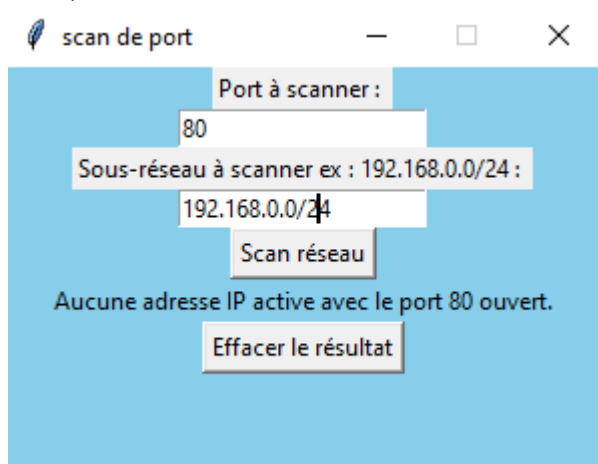 scan de port
Port à scanner :
80
Sous-réseau à scanner ex : 192.168.0.0/24 :
192.168.0.0/24
Scan réseau
Aucune adresse IP active avec le port 80 ouvert.
Effacer le résultat